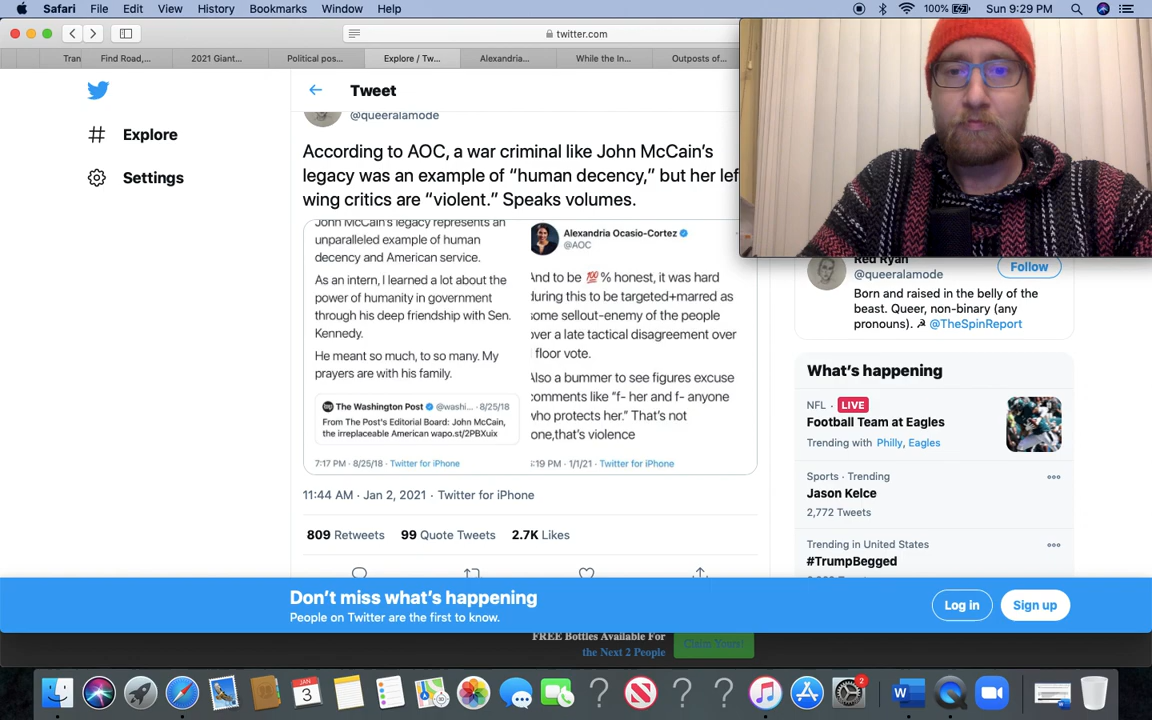 Safari File Edit View History Bookmarks Window Help
100% Sun 9:29 PM
twitter.com
Tran Find Road,... 2021 Giant... Political pos... Explore / Tw... Alexandria... While the In... Outposts of...
Explore
Settings
Tweet
@queeralamode
According to AOC, a war criminal like John McCain's
legacy was an example of “human decency,” but her lef
wing critics are “violent.” Speaks volumes.
John McCain's legacy represents an
unparalleled example of human
decency and American service.
As an intern, I learned a lot about the
power of humanity in government
through his deep friendship with Sen.
Kennedy.
He meant so much, to so many. My
prayers are with his family.
The Washington Post @washi... · 8/25/18
From The Post's Editorial Board: John McCain,
the irreplaceable American wapo.st/2PBXuix
7:17 PM · 8/25/18 · Twitter for iPhone
Alexandria Ocasio-Cortez
@AOC
And to be 💯% honest, it was hard
during this to be targeted+marred as
some sellout-enemy of the people
over a late tactical disagreement over
floor vote.
Also a bummer to see figures excuse
comments like "f- her and f- anyone
who protects her." That's not
one,that's violence
:19 PM · 1/1/21 · Twitter for iPhone
11:44 AM · Jan 2, 2021 · Twitter for iPhone
809 Retweets 99 Quote Tweets 2.7K Likes
Red Ryan
@queeralamode
Follow
Born and raised in the belly of the
beast. Queer, non-binary (any
pronouns). ☭ @TheSpinReport
What's happening
NFL · LIVE
Football Team at Eagles
Trending with Philly, Eagles
Sports · Trending
Jason Kelce
2,772 Tweets
Trending in United States
#TrumpBegged
Don't miss what's happening
People on Twitter are the first to know.
Log in
Sign up
FREE Bottles Available For
the Next 2 People
Claim Yours!
JAN
3
2